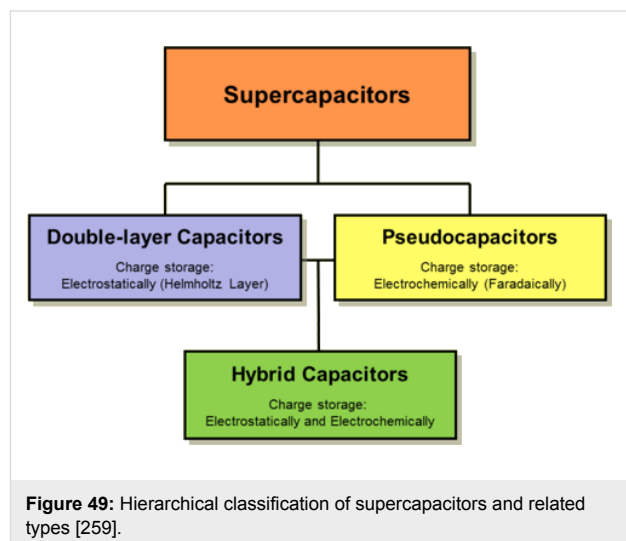 Supercapacitors
Double-layer Capacitors
Charge storage:
Electrostatically (Helmholtz Layer)
Pseudocapacitors
Charge storage:
Electrochemically (Faradaically)
Hybrid Capacitors
Charge storage:
Electrostatically and Electrochemically
Figure 49: Hierarchical classification of supercapacitors and related
types [259].